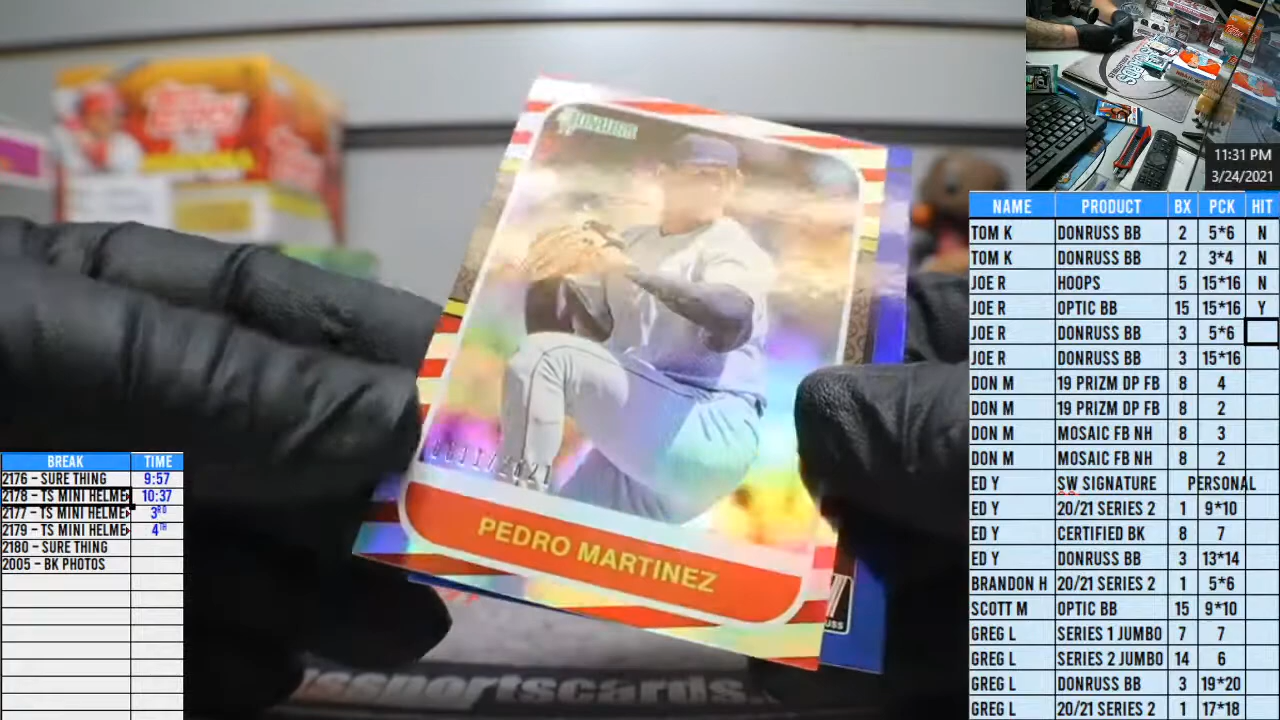 DONRUSS
PEDRO MARTINEZ
11:31 PM
3/24/2021
NAME PRODUCT BX PCK HIT
TOM K DONRUSS BB 2 5*6 N
TOM K DONRUSS BB 2 3*4 N
JOE R HOOPS 5 15*16 N
JOE R OPTIC BB 15 15*16 Y
JOE R DONRUSS BB 3 5*6
JOE R DONRUSS BB 3 15*16
DON M 19 PRIZM DP FB 8 4
DON M 19 PRIZM DP FB 8 2
DON M MOSAIC FB NH 8 3
DON M MOSAIC FB NH 8 2
ED Y SW SIGNATURE PERSONAL
ED Y 20/21 SERIES 2 1 9*10
ED Y CERTIFIED BK 8 7
ED Y DONRUSS BB 3 13*14
BRANDON H 20/21 SERIES 2 1 5*6
SCOTT M OPTIC BB 15 9*10
GREG L SERIES 1 JUMBO 7 7
GREG L SERIES 2 JUMBO 14 6
GREG L DONRUSS BB 3 19*20
GREG L 20/21 SERIES 2 1 17*18
BREAK TIME
2176 - SURE THING 9:57
2178 - TS MINI HELME 10:37
2177 - TS MINI HELME 3RD
2179 - TS MINI HELME 4TH
2180 - SURE THING
2005 - BK PHOTOS
ssportscards.